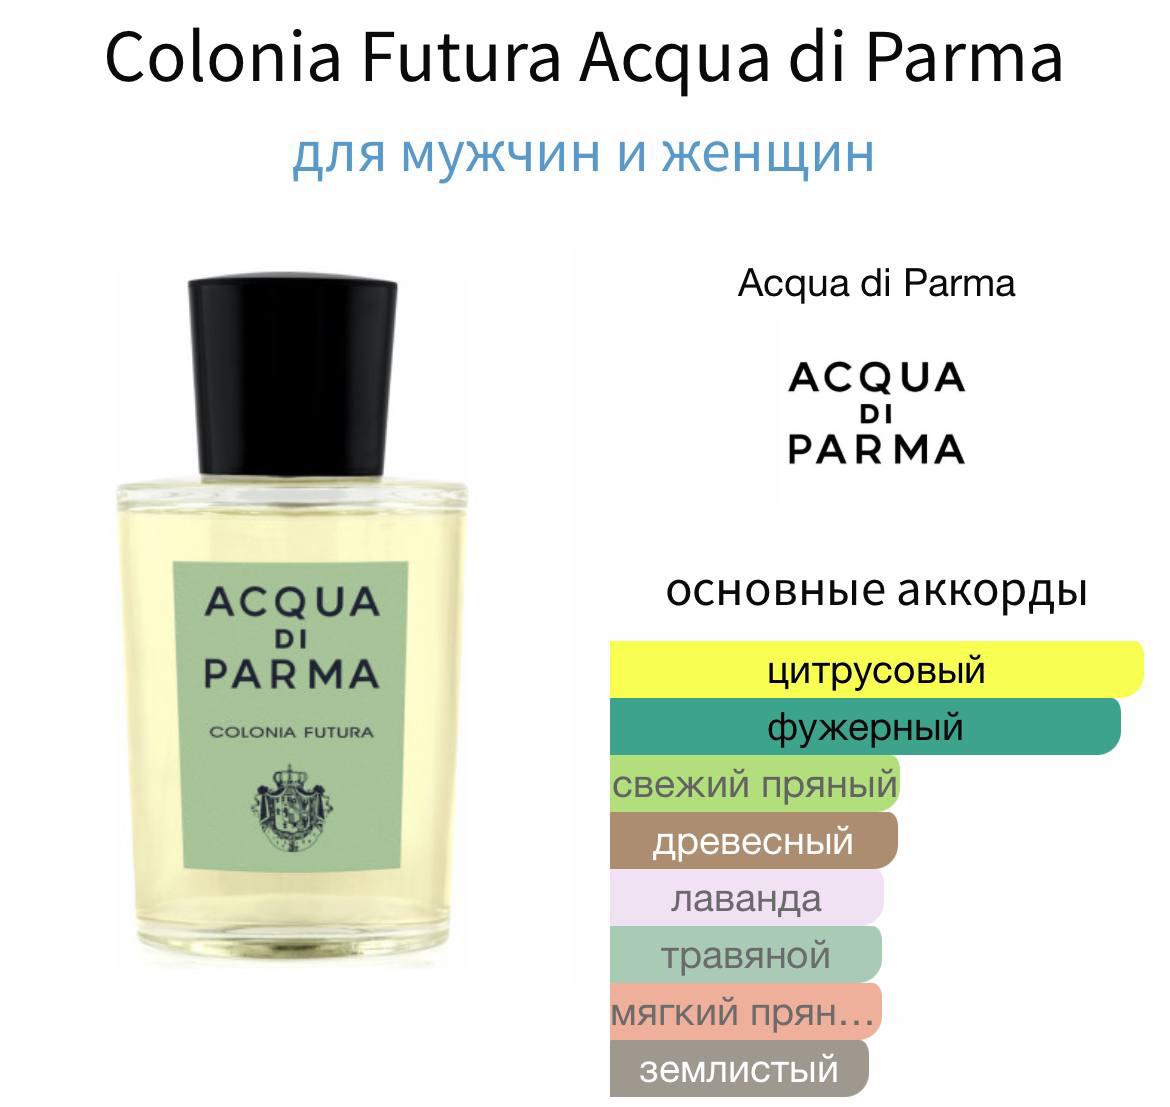 Colonia Futura Acqua di Parma
для мужчин и женщин
ACQUA
DI
PARMA
COLONIA FUTURA
Acqua di Parma
ACQUA
DI
PARMA
основные аккорды
цитрусовый
фужерный
свежий пряный
древесный
лаванда
травяной
мягкий прян...
землистый